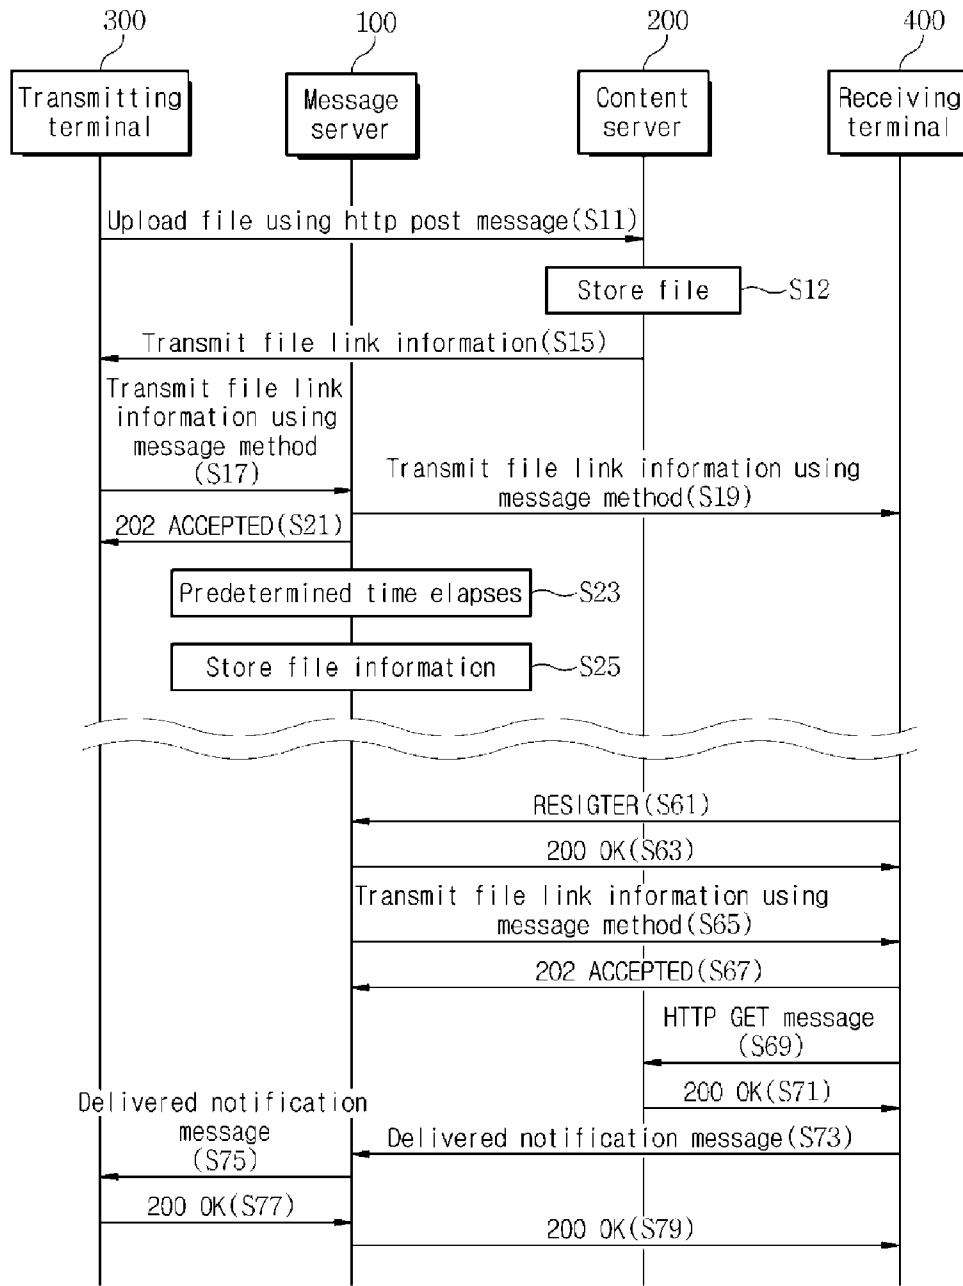 300
100
200
400
Transmitting
terminal
Message
server
Content
server
Receiving
terminal
Upload file using http post message(S11)
Store file
S12
Transmit file link information(S15)
Transmit file link
information using
message method
(S17)
Transmit file link information using
message method(S19)
202 ACCEPTED(S21)
Predetermined time elapses
S23
Store file information
S25
RESIGTER(S61)
200 OK(S63)
Transmit file link information using
message method(S65)
202 ACCEPTED(S67)
HTTP GET message
(S69)
200 OK(S71)
Delivered notification
message
(S75)
Delivered notification message(S73)
200 OK(S77)
200 OK(S79)